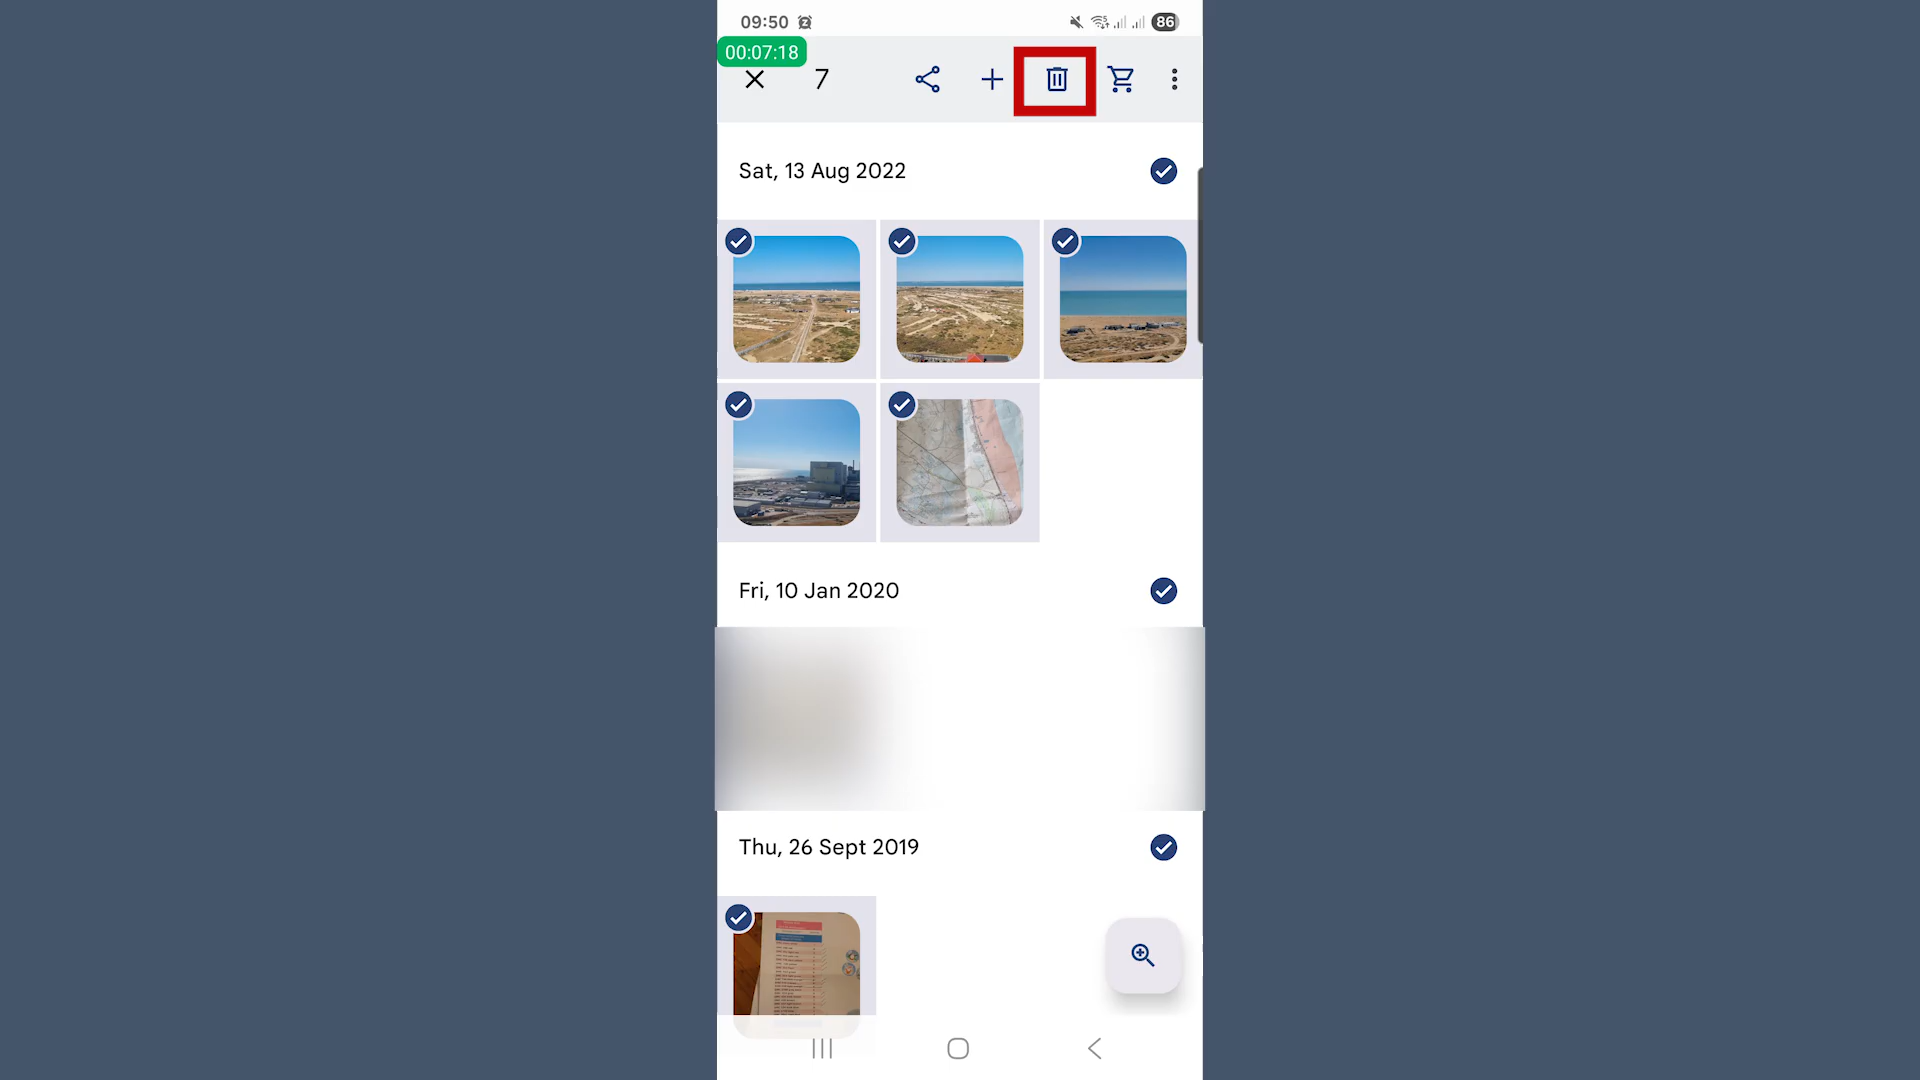 09:50
86
00:07:18
7
Sat, 13 Aug 2022
Fri, 10 Jan 2020
Thu, 26 Sept 2019